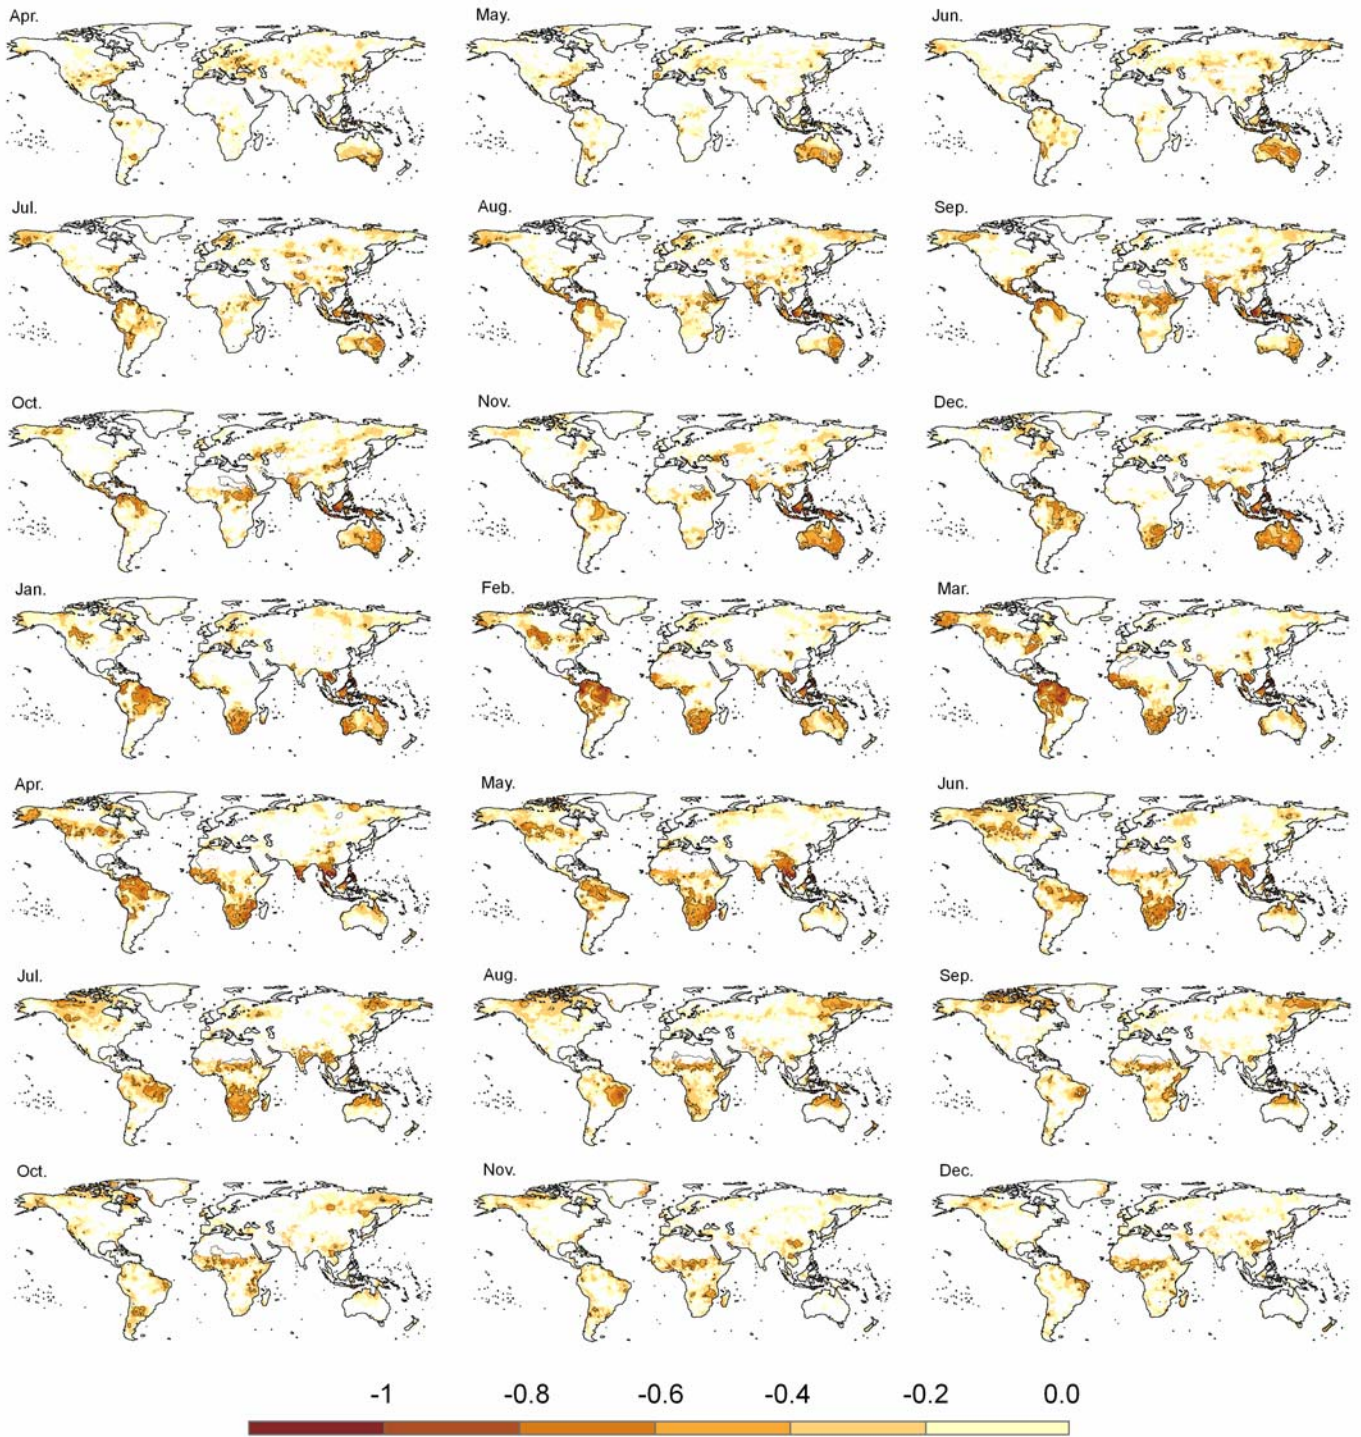 Apr. May. Jun.
Jul. Aug. Sep.
Oct. Nov. Dec.
Jan. Feb. Mar.
Apr. May. Jun.
Jul. Aug. Sep.
Oct. Nov. Dec.
-1 -0.8 -0.6 -0.4 -0.2 0.0